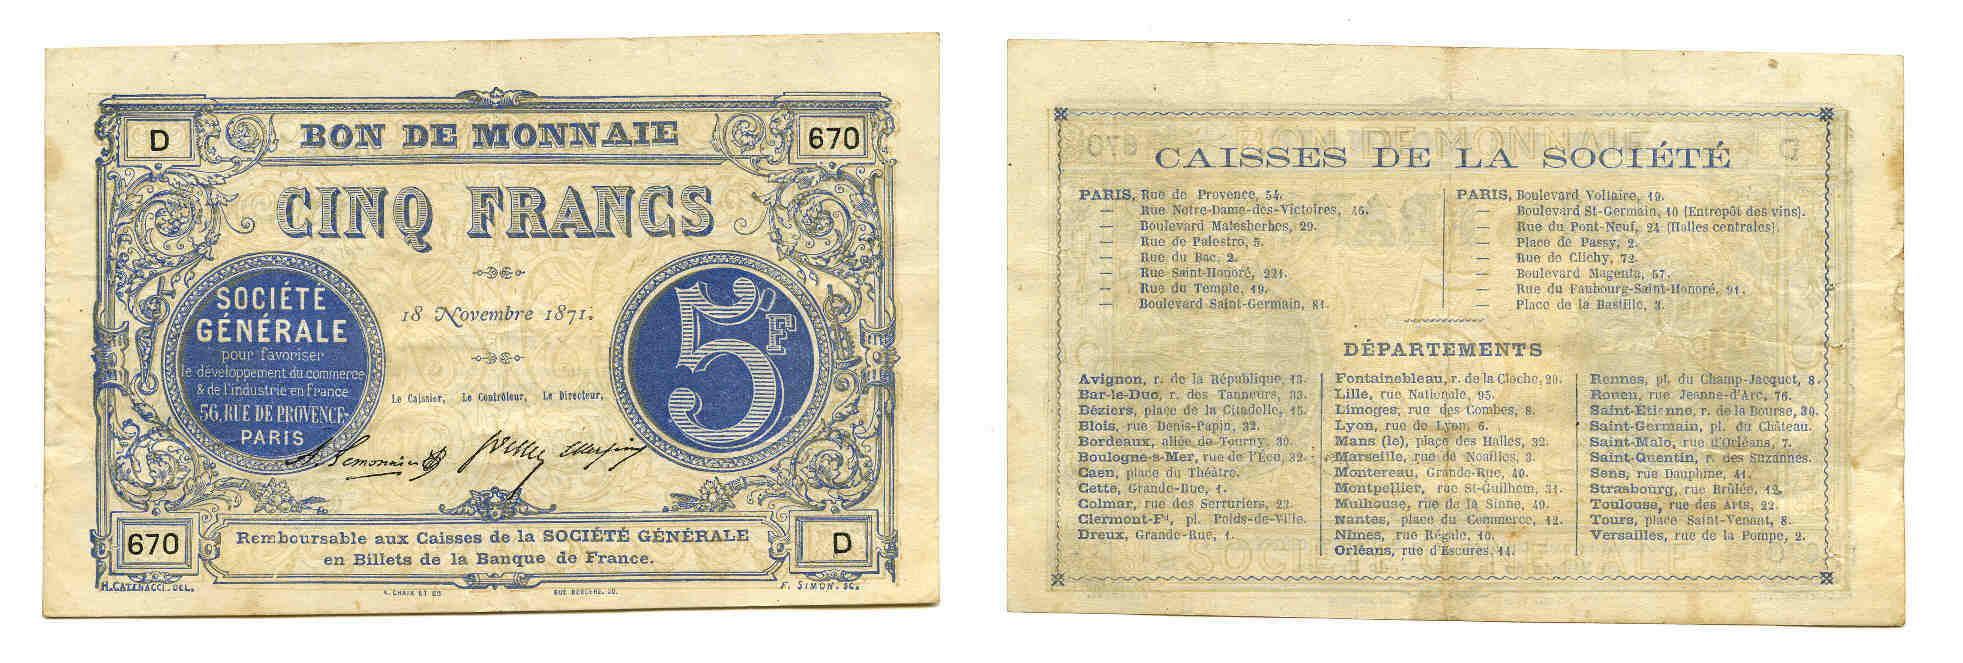 D
BON DE MONNAIE
670
CINQ FRANCS
18 Novembre 1871.
SOCIÉTÉ
GÉNÉRALE
pour favoriser
le développement du commerce
& de l'industrie en France
56, RUE DE PROVENCE,
PARIS
5F
Le Caissier, Le Contrôleur, Le Directeur,
670
Remboursable aux Caisses de la SOCIÉTÉ GÉNÉRALE
en Billets de la Banque de France.
D
H. CATENACCI. DEL.
A. CHAIX ET CIE
RUE BERGÈRE, 20.
F. SIMON. SC.
CAISSES DE LA SOCIÉTÉ
PARIS, Rue de Provence, 54.
— Rue Notre-Dame-des-Victoires, 46.
— Boulevard Malesherbes, 29.
— Rue de Palestro, 5.
— Rue du Bac, 2.
— Rue Saint-Honoré, 221.
— Rue du Temple, 19.
— Boulevard Saint-Germain, 81.
PARIS, Boulevard Voltaire, 19.
— Boulevard St-Germain, 10 (Entrepôt des vins).
— Rue du Pont-Neuf, 24 (Halles centrales).
— Place de Passy, 2.
— Rue de Clichy, 72.
— Boulevard Magenta, 57.
— Rue du Faubourg-Saint-Honoré, 91.
— Place de la Bastille, 3.
DÉPARTEMENTS
Avignon, r. de la République, 13.
Bar-le-Duc, r. des Tanneurs, 33.
Béziers, place de la Citadelle, 15.
Blois, rue Denis-Papin, 32.
Bordeaux, allée de Tourny, 30.
Boulogne-s-Mer, rue de l'Écu, 32.
Caen, place du Théâtre.
Cette, Grande-Rue, 1.
Colmar, rue des Serruriers, 22.
Clermont-Fd, pl. Poids-de-Ville.
Dreux, Grande-Rue, 1.
Fontainebleau, r. de la Cloche, 20.
Lille, rue Nationale, 95.
Limoges, rue des Combes, 8.
Lyon, rue de Lyon, 6.
Mans (le), place des Halles, 32.
Marseille, rue de Noailles, 3.
Montereau, Grande-Rue, 40.
Montpellier, rue St-Guilhem, 31.
Mulhouse, rue de la Sinne, 49.
Nantes, place du Commerce, 12.
Nîmes, rue Régale, 10.
Orléans, rue d'Escures, 14.
Rennes, pl. du Champ-Jacquet, 8.
Rouen, rue Jeanne-d'Arc, 76.
Saint-Étienne, r. de la Bourse, 30.
Saint-Germain, pl. du Château.
Saint-Malo, rue d'Orléans, 7.
Saint-Quentin, r. des Suzannes.
Sens, rue Dauphine, 41.
Strasbourg, rue Brûlée, 12.
Toulouse, rue des Arts, 22.
Tours, place Saint-Venant, 8.
Versailles, rue de la Pompe, 2.